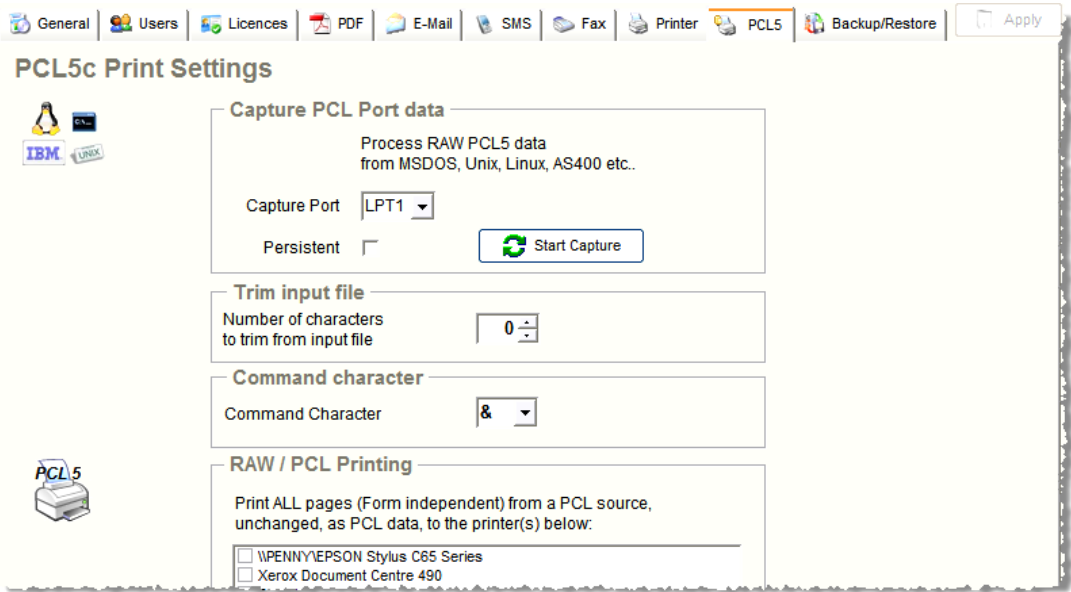 General Users Licences PDF E-Mail SMS Fax Printer PCL5 Backup/Restore Apply
PCL5c Print Settings
Capture PCL Port data
C:\...
IBM UNIX
Process RAW PCL5 data
from MSDOS, Unix, Linux, AS400 etc..
Capture Port LPT1
Persistent Start Capture
Trim input file
Number of characters
to trim from input file
0
Command character
Command Character &
RAW / PCL Printing
PCL 5
Print ALL pages (Form independent) from a PCL source,
unchanged, as PCL data, to the printer(s) below:
\\PENNY\EPSON Stylus C65 Series
Xerox Document Centre 490